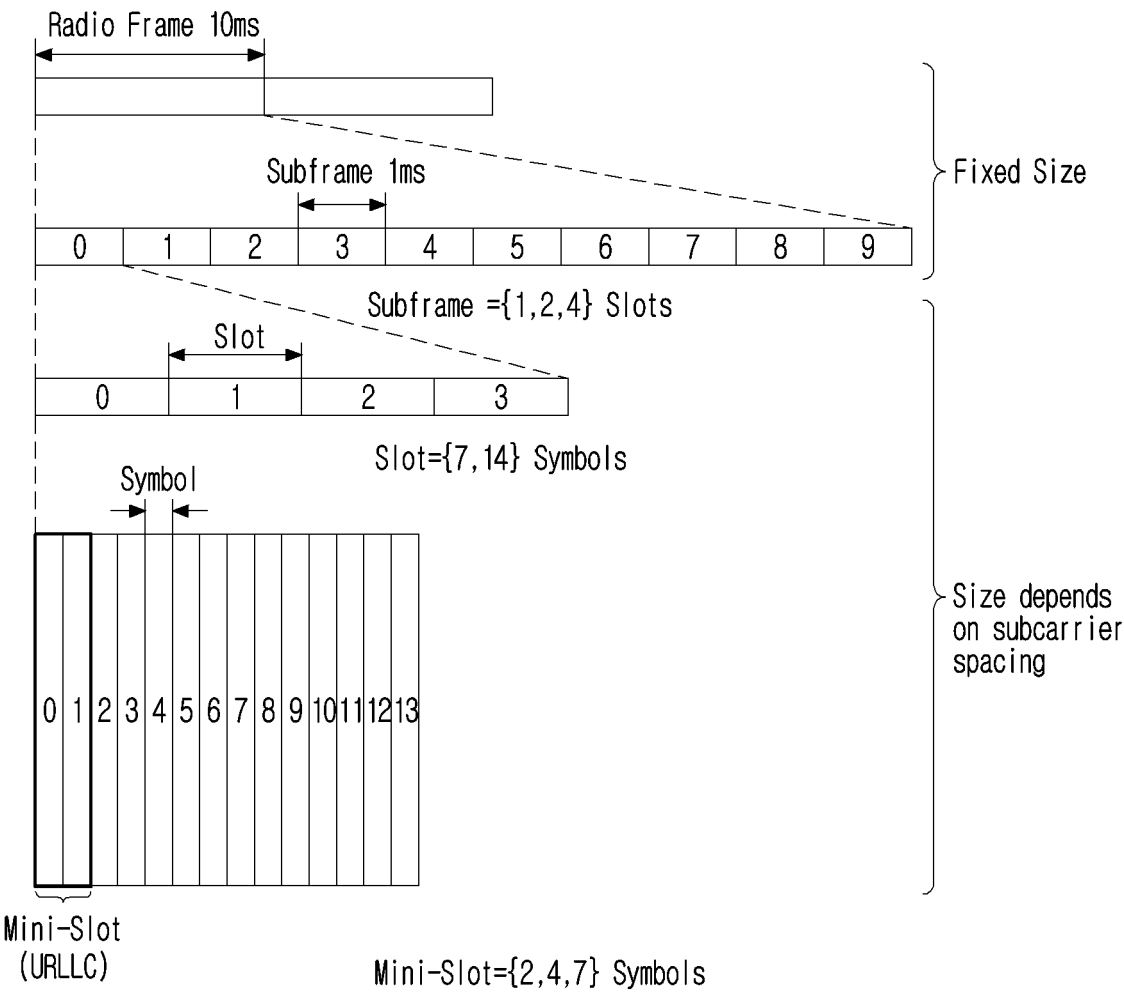 Radio Frame 10ms
Subframe 1ms
Fixed Size
0 1 2 3 4 5 6 7 8 9
Subframe ={1,2,4} Slots
Slot
0 1 2 3
Slot={7,14} Symbols
Symbol
Size depends
on subcarrier
spacing
0 1 2 3 4 5 6 7 8 9 10 11 12 13
Mini-Slot
(URLLC)
Mini-Slot={2,4,7} Symbols